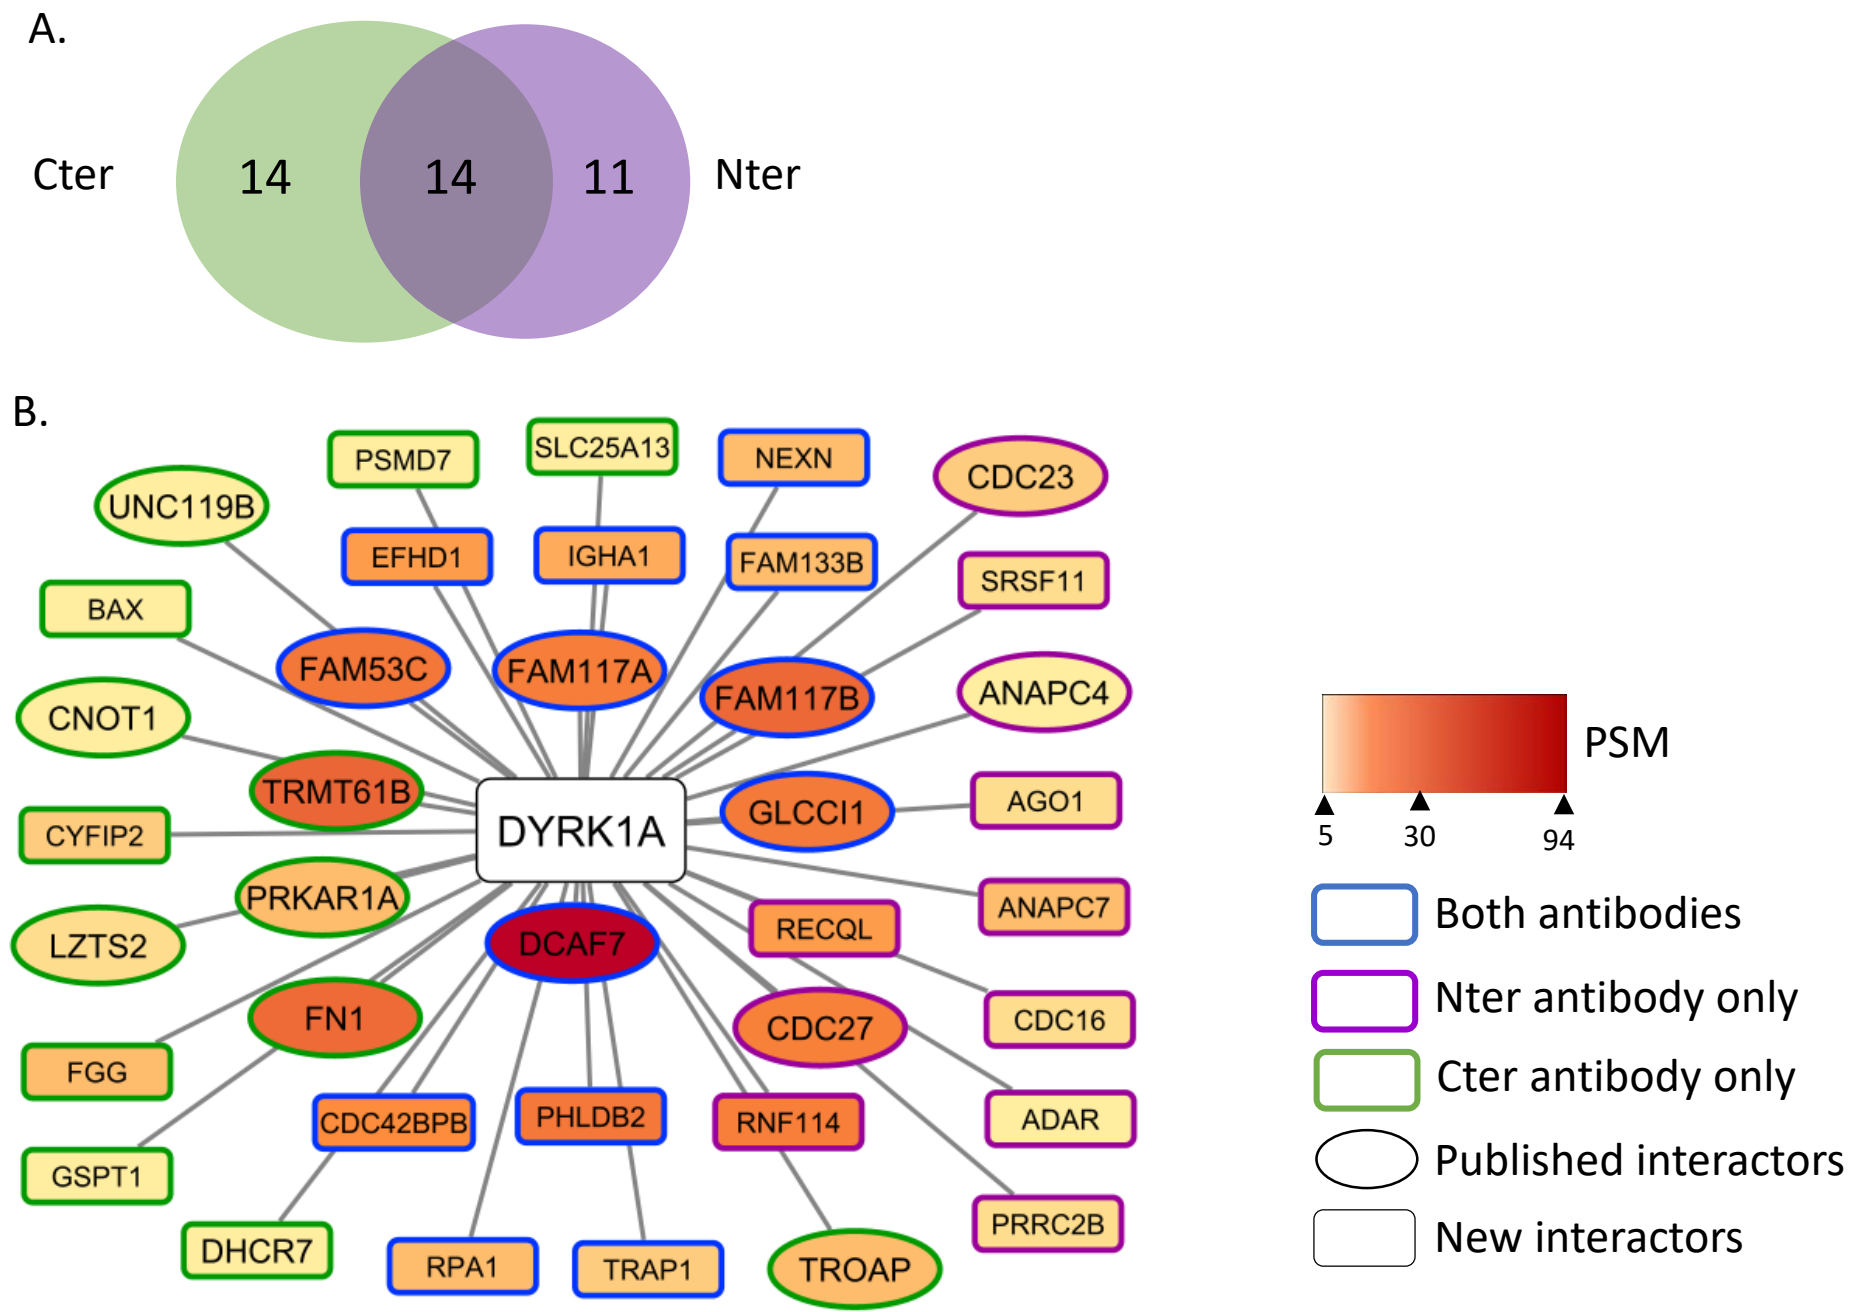 A.
Cter 14 14 11 Nter
B.
PSMD7
SLC25A13
NEXN
CDC23
UNC119B
EFHD1
IGHA1
FAM133B
SRSF11
BAX
FAM53C
FAM117A
FAM117B
ANAPC4
CNOT1
TRMT61B
DYRK1A
GLCCI1
AGO1
CYFIP2
PRKAR1A
LZTS2
DCAF7
RECQL
ANAPC7
FN1
CDC27
CDC16
FGG
CDC42BPB
PHLDB2
RNF114
ADAR
GSPT1
DHCR7
RPA1
TRAP1
TROAP
PRRC2B
PSM
5 30 94
Both antibodies
Nter antibody only
Cter antibody only
Published interactors
New interactors